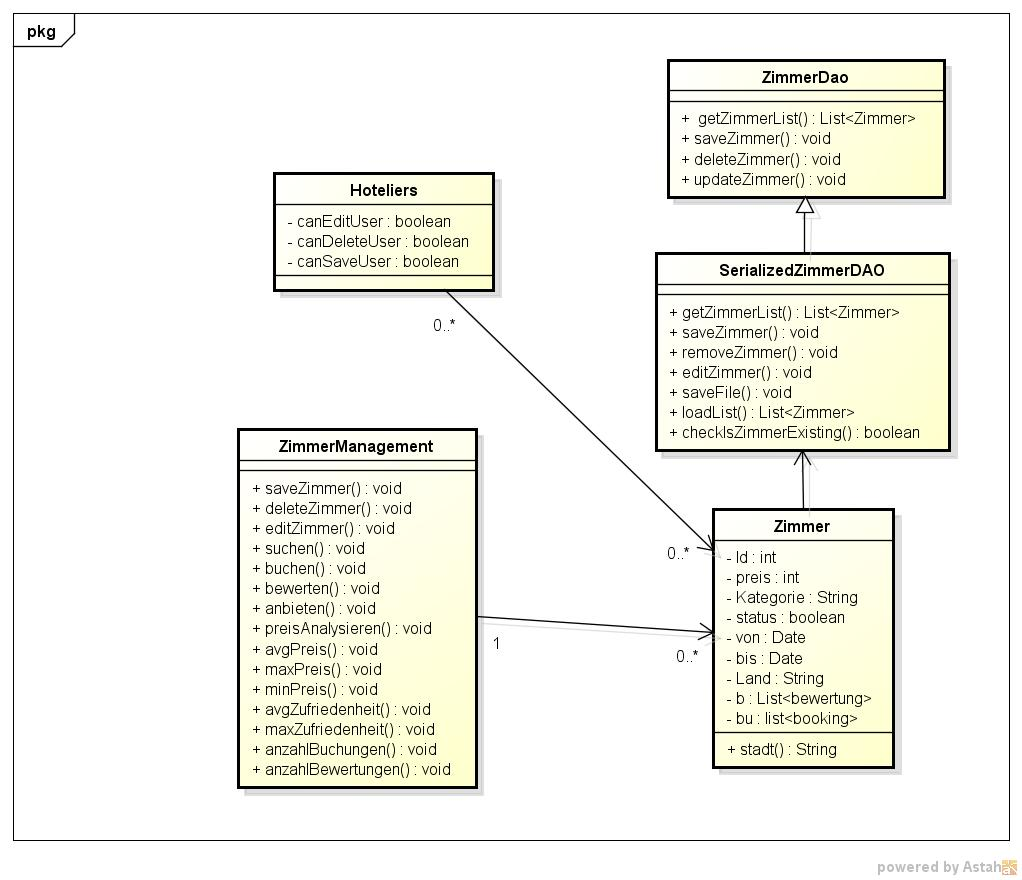 pkg
ZimmerDao
+ getZimmerList() : List<Zimmer>
+ saveZimmer() : void
+ deleteZimmer() : void
+ updateZimmer() : void
Hoteliers
- canEditUser : boolean
- canDeleteUser : boolean
- canSaveUser : boolean
SerializedZimmerDAO
+ getZimmerList() : List<Zimmer>
+ saveZimmer() : void
+ removeZimmer() : void
+ editZimmer() : void
+ saveFile() : void
+ loadList() : List<Zimmer>
+ checkIsZimmerExisting() : boolean
0..*
0..*
ZimmerManagement
+ saveZimmer() : void
+ deleteZimmer() : void
+ editZimmer() : void
+ suchen() : void
+ buchen() : void
+ bewerten() : void
+ anbieten() : void
+ preisAnalysieren() : void
+ avgPreis() : void
+ maxPreis() : void
+ minPreis() : void
+ avgZufriedenheit() : void
+ maxZufriedenheit() : void
+ anzahlBuchungen() : void
+ anzahlBewertungen() : void
1
0..*
Zimmer
- Id : int
- preis : int
- Kategorie : String
- status : boolean
- von : Date
- bis : Date
- Land : String
- b : List<bewertung>
- bu : list<booking>
+ stadt() : String
powered by Astah